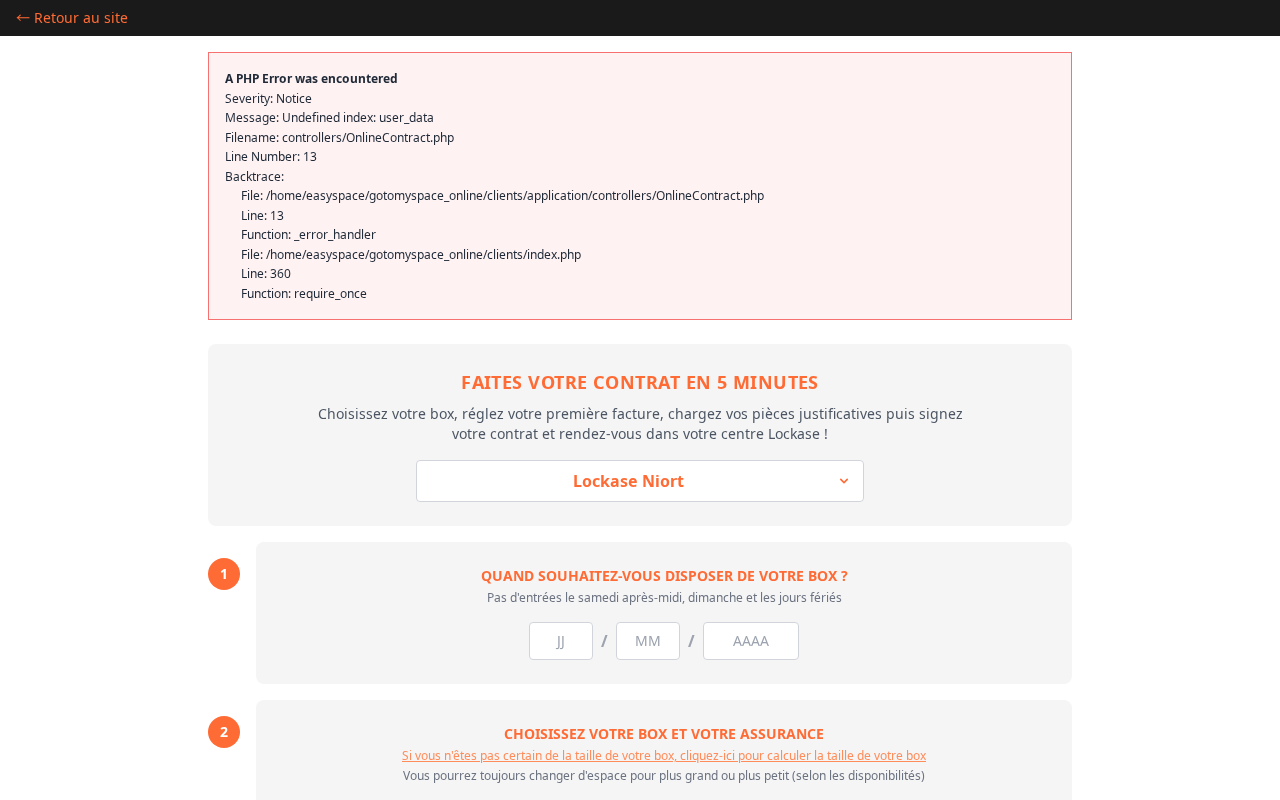 ← Retour au site
A PHP Error was encountered
Severity: Notice
Message: Undefined index: user_data
Filename: controllers/OnlineContract.php
Line Number: 13
Backtrace:
File: /home/easyspace/gotomyspace_online/clients/application/controllers/OnlineContract.php
Line: 13
Function: _error_handler
File: /home/easyspace/gotomyspace_online/clients/index.php
Line: 360
Function: require_once
FAITES VOTRE CONTRAT EN 5 MINUTES
Choisissez votre box, réglez votre première facture, chargez vos pièces justificatives puis signez
votre contrat et rendez-vous dans votre centre Lockase !
Lockase Niort
1
QUAND SOUHAITEZ-VOUS DISPOSER DE VOTRE BOX ?
Pas d'entrées le samedi après-midi, dimanche et les jours fériés
JJ / MM / AAAA
2
CHOISISSEZ VOTRE BOX ET VOTRE ASSURANCE
Si vous n'êtes pas certain de la taille de votre box, cliquez-ici pour calculer la taille de votre box
Vous pourrez toujours changer d'espace pour plus grand ou plus petit (selon les disponibilités)